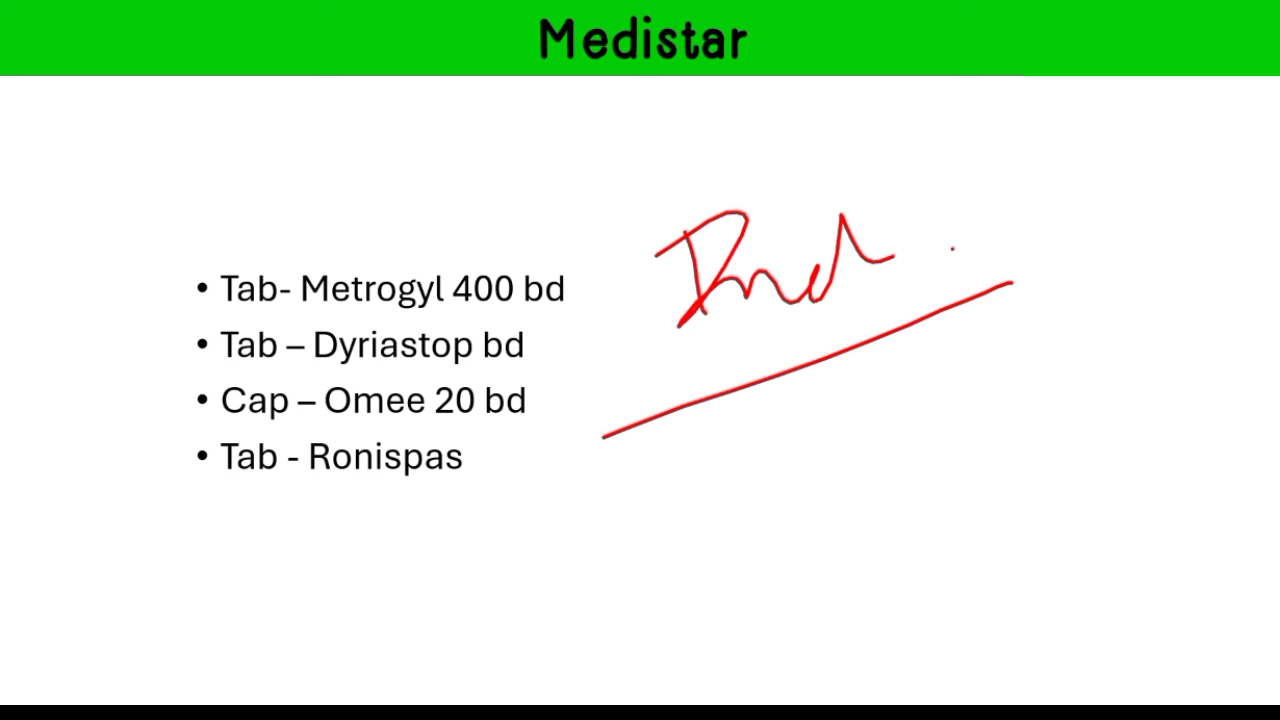 Medistar
• Tab- Metrogyl 400 bd
• Tab – Dyriastop bd
• Cap – Omee 20 bd
• Tab - Ronispas